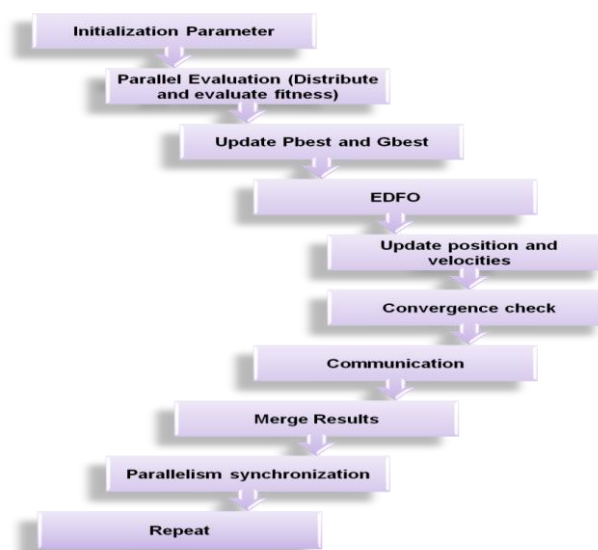 Initialization Parameter
Parallel Evaluation (Distribute
and evaluate fitness)
Update Pbest and Gbest
EDFO
Update position and
velocities
Convergence check
Communication
Merge Results
Parallelism synchronization
Repeat